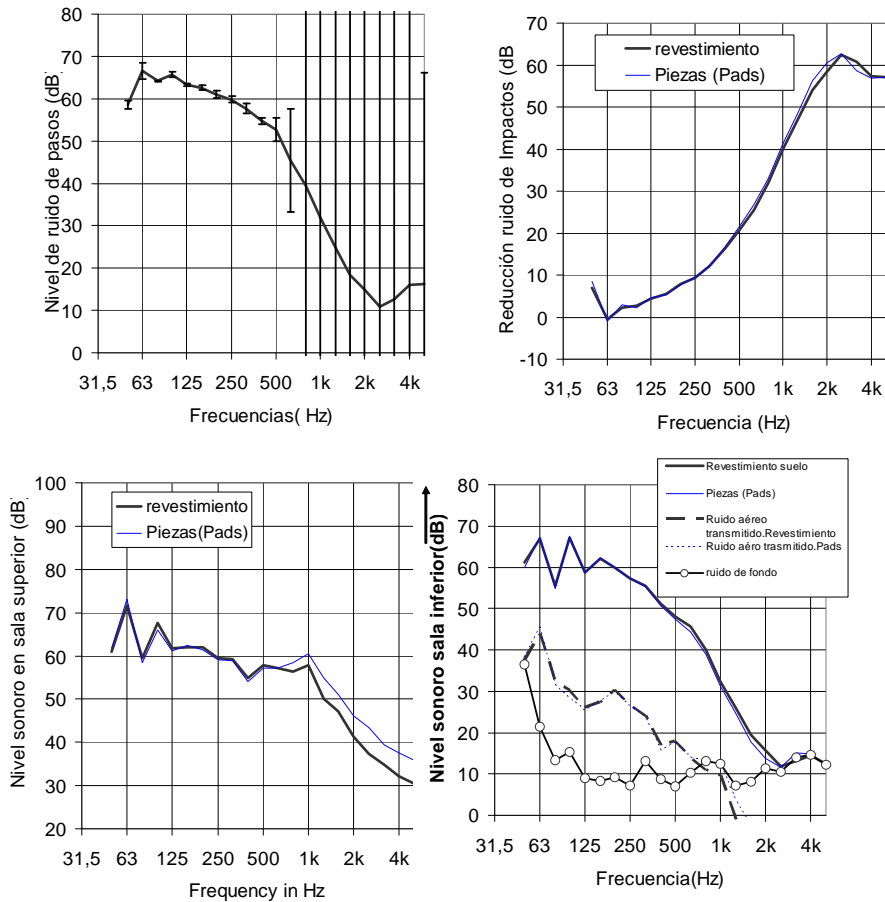 Nivel de ruido de pasos (dB)
80
70
60
50
40
30
20
10
0
31,5 63 125 250 500 1k 2k 4k
Frecuencias( Hz)
Reducción ruido de Impactos (dB
70
60
50
40
30
20
10
0
-10
revestimiento
Piezas (Pads)
31,5 63 125 250 500 1k 2k 4k
Frecuencia (Hz)
Nivel sonoro en sala superior (dB)
100
90
80
70
60
50
40
30
20
revestimiento
Piezas(Pads)
31,5 63 125 250 500 1k 2k 4k
Frequency in Hz
Nivel sonoro sala inferior(dB)
80
70
60
50
40
30
20
10
0
Revestimiento suelo
Piezas (Pads)
Ruido aéreo
transmitido.Revestimiento
Ruido aéro trasmitido.Pads
ruido de fondo
31,5 63 125 250 500 1k 2k 4k
Frecuencia(Hz)